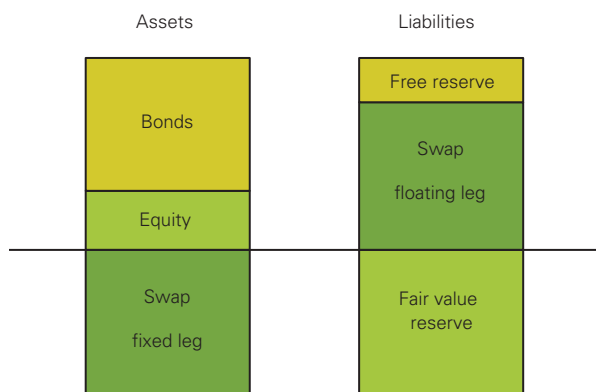 Assets
Liabilities
Bonds
Equity
Swap
fixed leg
Free reserve
Swap
floating leg
Fair value
reserve